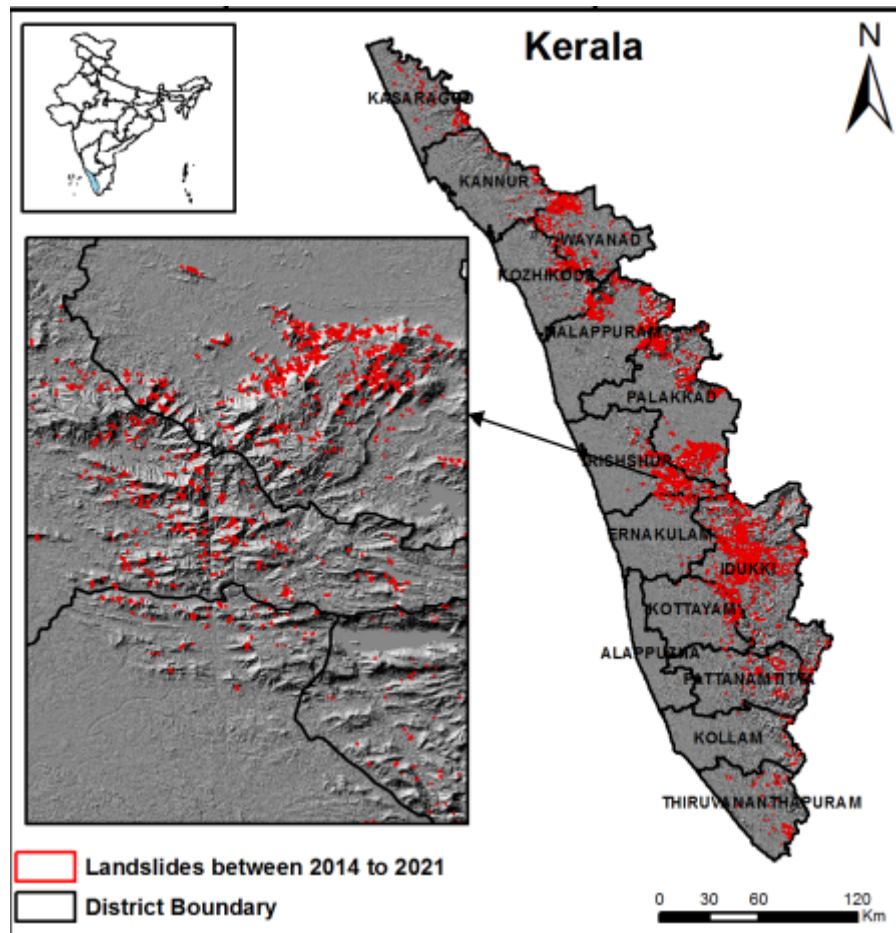 Kerala
N
KASARAGOD
KANNUR
WAYANAD
KOZHIKODE
MALAPPURAM
PALAKKAD
TRISHSHUR
ERNAKULAM
IDUKKI
KOTTAYAM
ALAPPUZHA
PATTANAMTITTA
KOLLAM
THIRUVANANTHAPURAM
Landslides between 2014 to 2021
District Boundary
0 30 60 120
Km